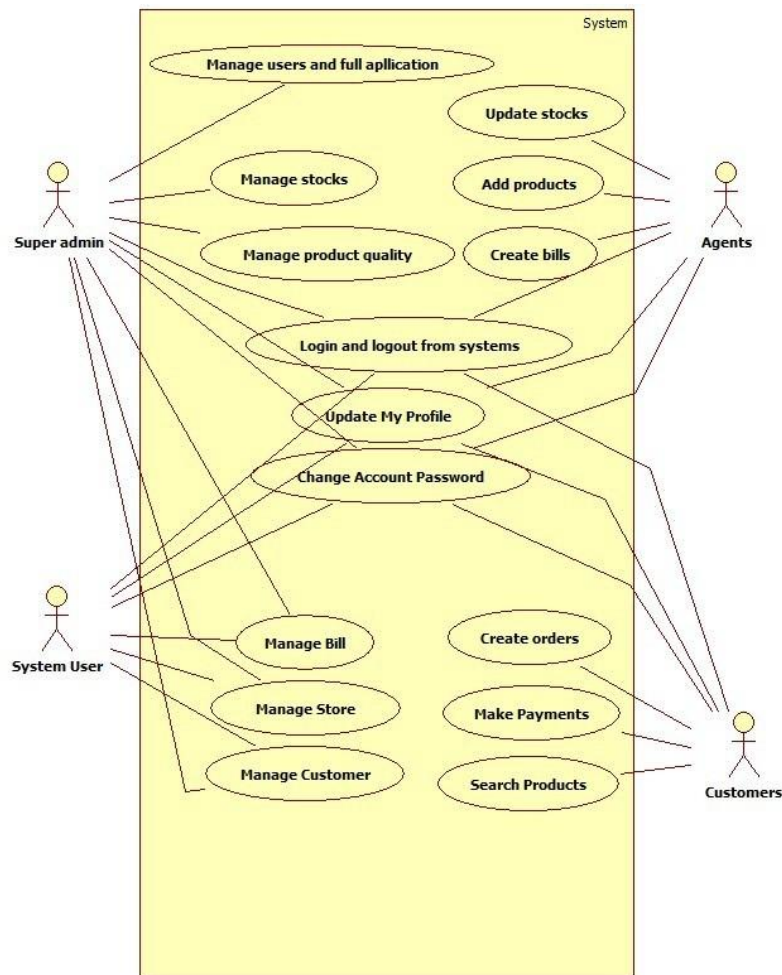 System
Manage users and full apllication
Update stocks
Manage stocks
Add products
Super admin
Agents
Manage product quality
Create bills
Login and logout from systems
Update My Profile
Change Account Password
System User
Manage Bill
Create orders
Manage Store
Make Payments
Manage Customer
Search Products
Customers